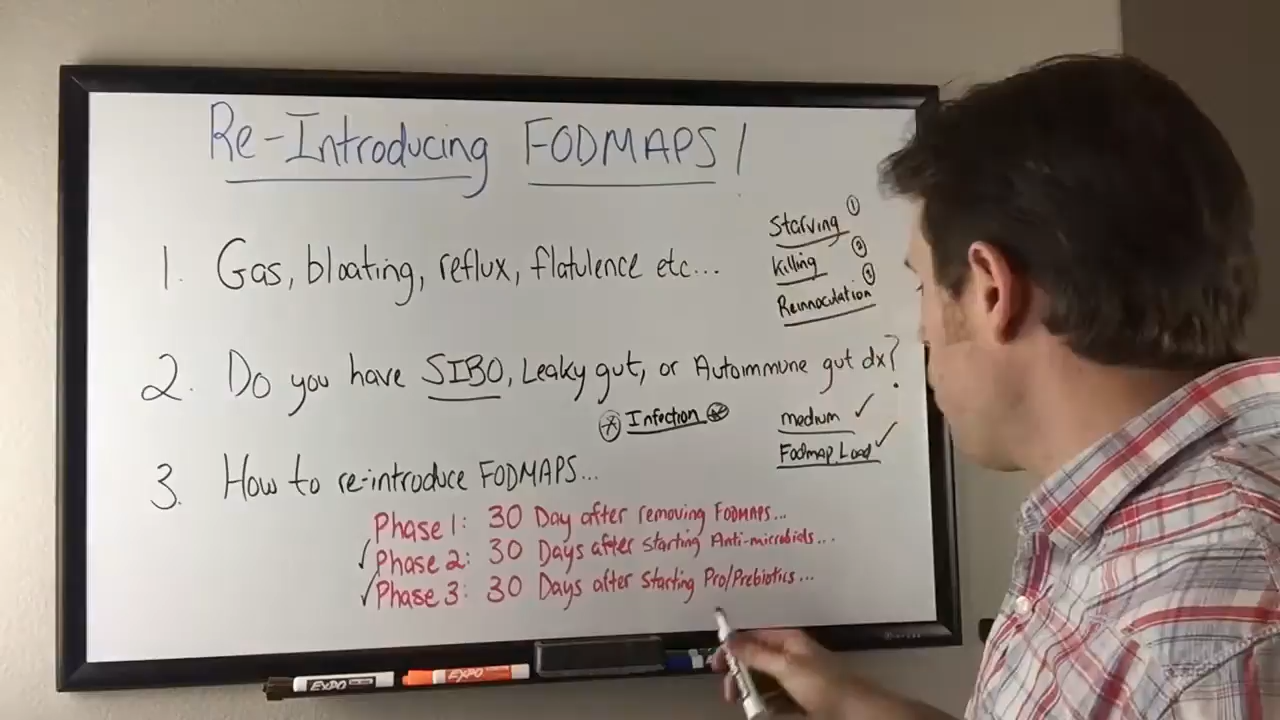 Re-Introducing FODMAPS!
1. Gas, bloating, reflux, flatulence etc...
Starving ①
Killing ②
Reinnoculation ③
2. Do you have SIBO, Leaky gut, or Autoimmune gut dx?
Infection
medium ✓
Fodmap Load ✓
3. How to re-introduce FODMAPS...
Phase 1: 30 Day after removing FODMAPS...
✓ Phase 2: 30 Days after starting Anti-microbials...
✓ Phase 3: 30 Days after starting Pro/Prebiotics...
EXPO
EXPO